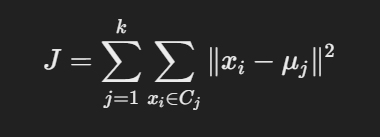 J = \sum_{j=1}^{k} \sum_{x_i \in C_j} \|x_i - \mu_j\|^2